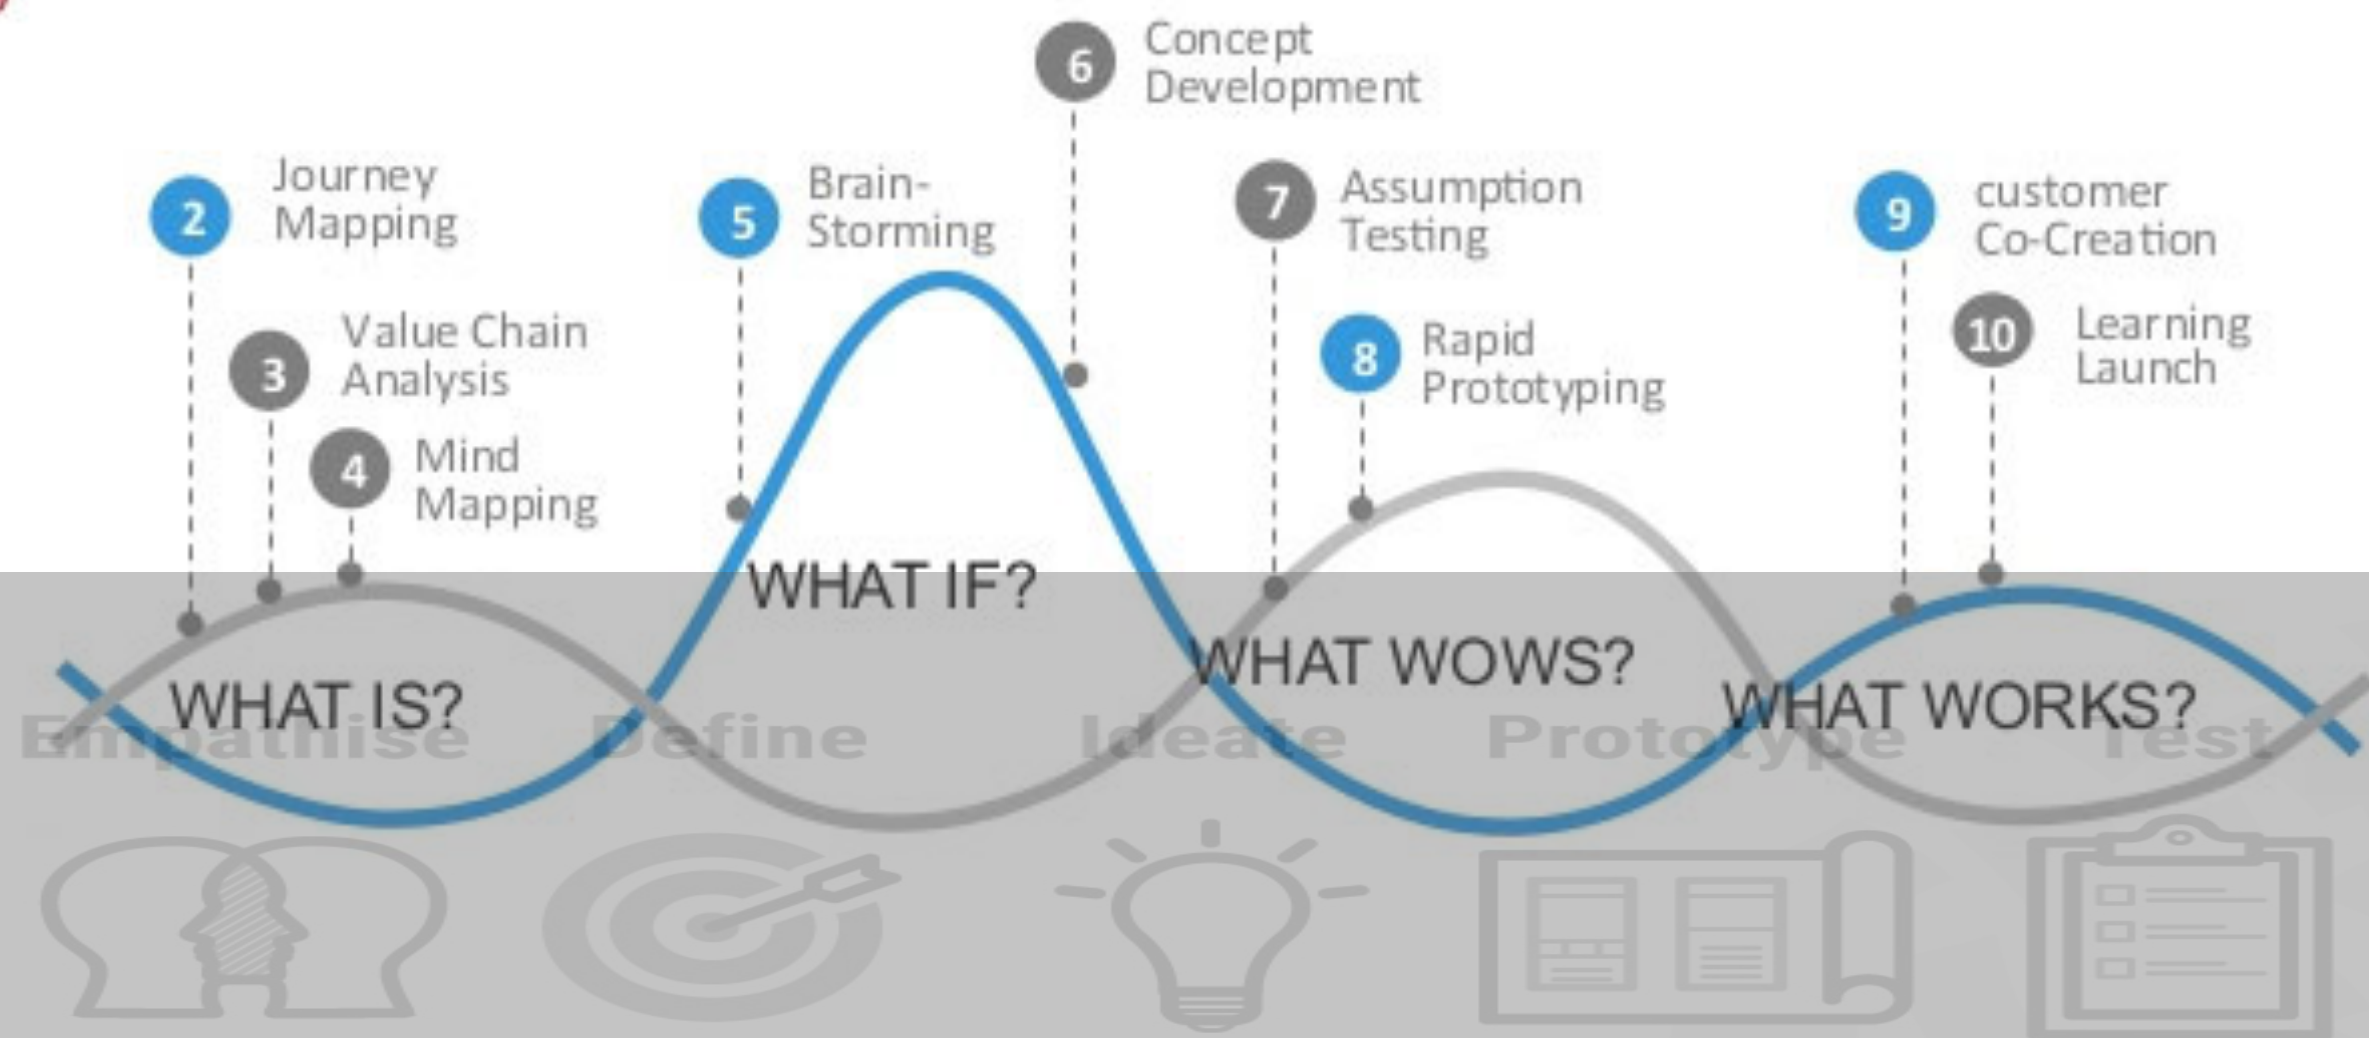 6
Concept
Development
2
Journey
Mapping
5
Brain-
Storming
7
Assumption
Testing
9
customer
Co-Creation
3
Value Chain
Analysis
8
Rapid
Prototyping
10
Learning
Launch
4
Mind
Mapping
WHAT IS?
WHAT IF?
WHAT WOWS?
WHAT WORKS?
Empathise
Define
Ideate
Prototype
Test